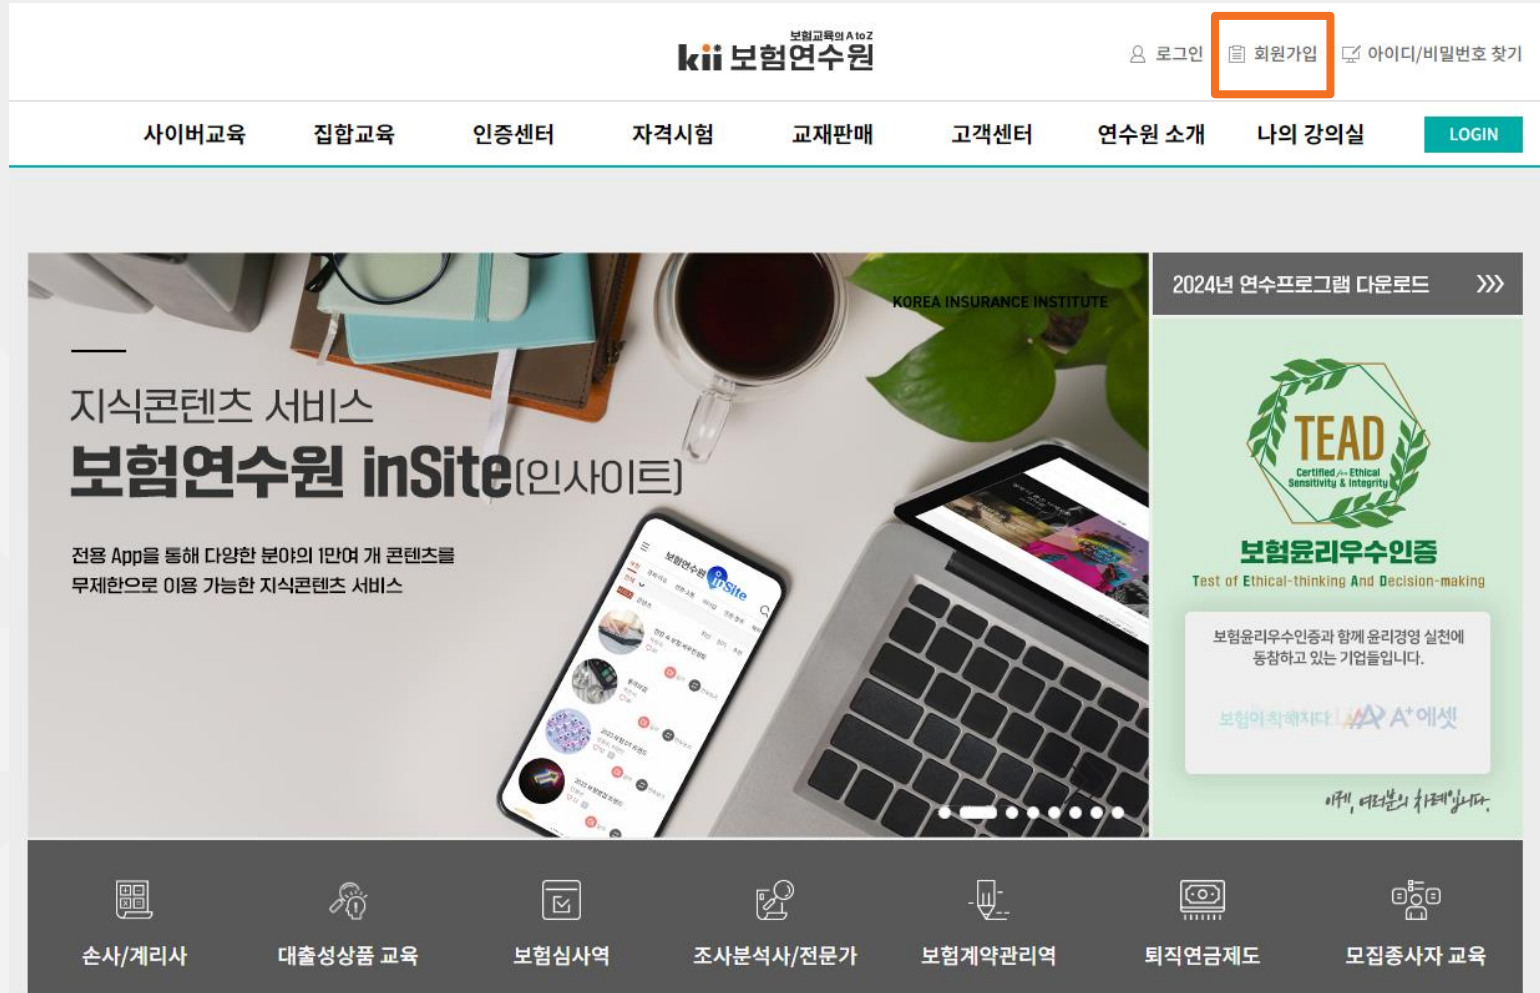 보험교육의 A to Z
kii 보험연수원
로그인
회원가입
아이디/비밀번호 찾기
사이버교육
집합교육
인증센터
자격시험
교재판매
고객센터
연수원 소개
나의 강의실
LOGIN
KOREA INSURANCE INSTITUTE
지식콘텐츠 서비스
보험연수원 inSite(인사이트)
전용 App을 통해 다양한 분야의 1만여 개 콘텐츠를
무제한으로 이용 가능한 지식콘텐츠 서비스
보험연수원 inSite
2024년 연수프로그램 다운로드
TEAD
Certified for Ethical
Sensitivity & Integrity
보험윤리우수인증
Test of Ethical-thinking And Decision-making
보험윤리우수인증과 함께 윤리경영 실천에
동참하고 있는 기업들입니다.
A+에셋
이제, 여러분의 차례입니다.
손사/계리사
대출성상품 교육
보험심사역
조사분석사/전문가
보험계약관리역
퇴직연금제도
모집종사자 교육